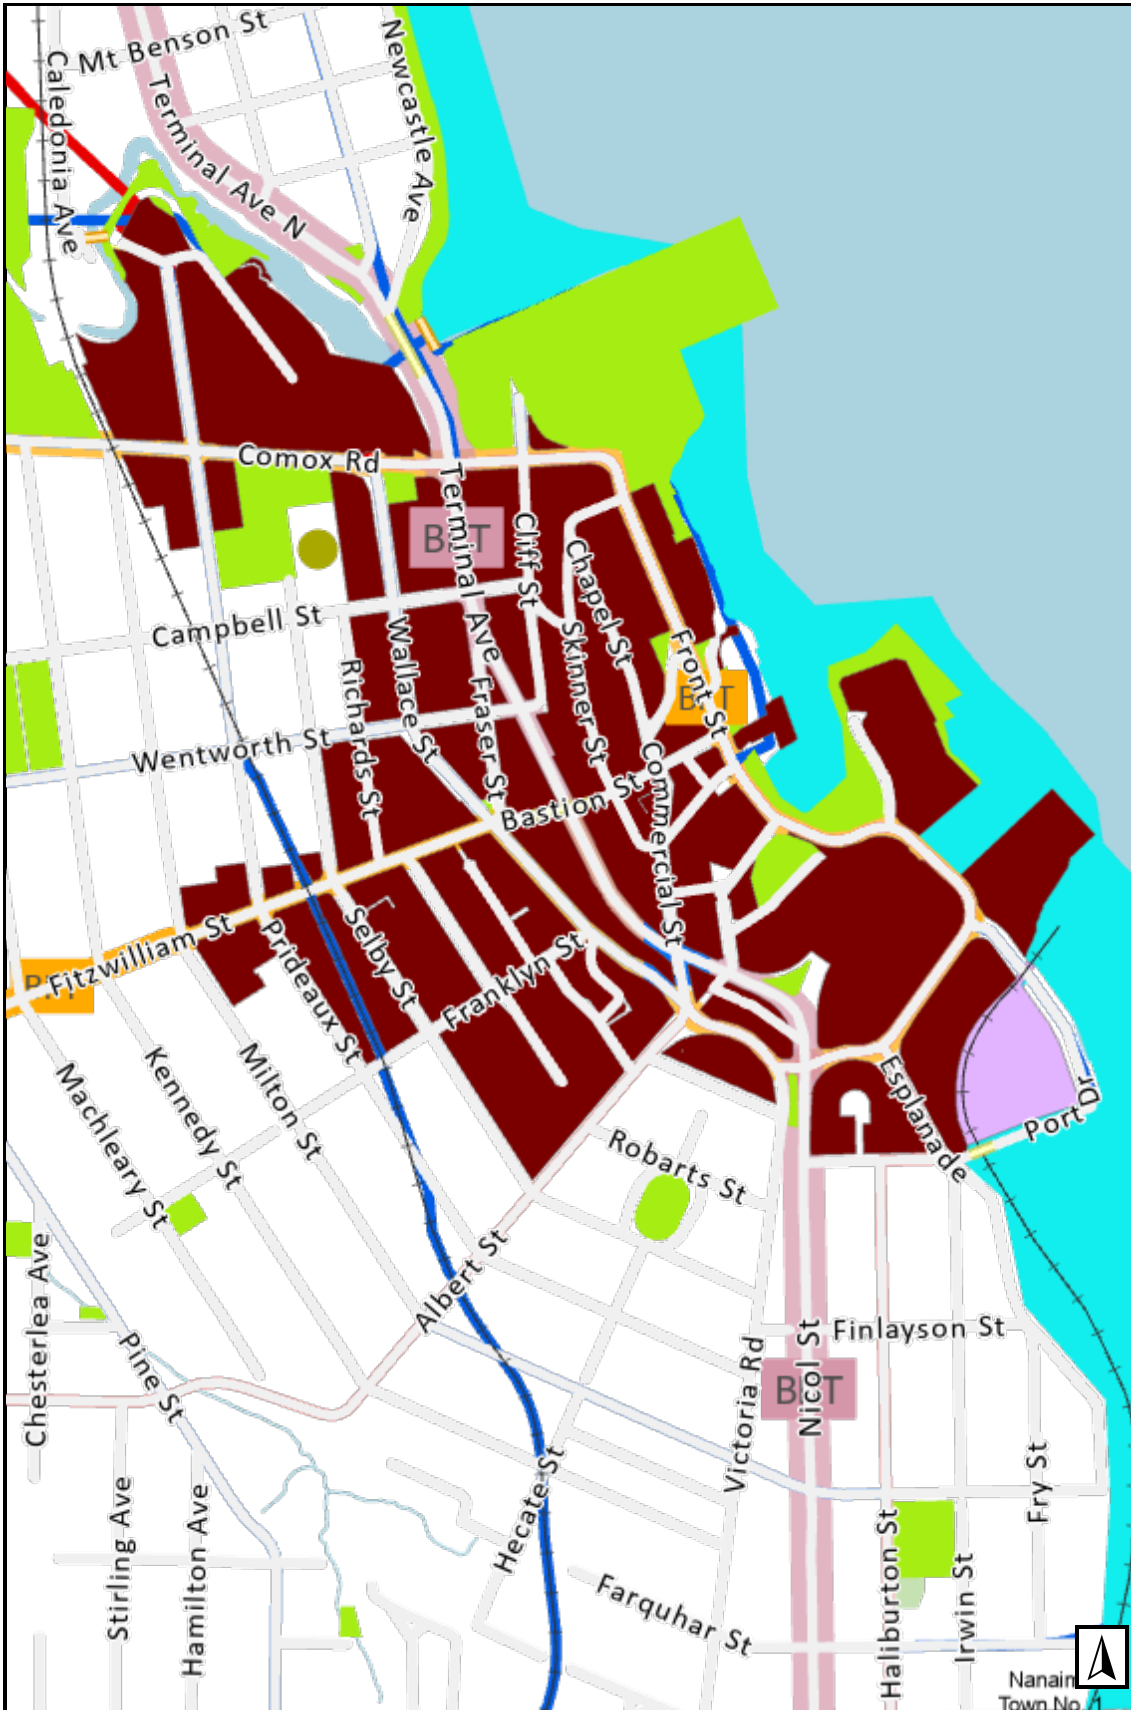 Mt Benson St
Newcastle Ave
Caledonia Ave
Terminal Ave N
Comox Rd
Terminal Ave
Cliff St
Chapel St
Campbell St
Skinner St
Wallace St
Richards St
Fraser St
Front St
Wentworth St
Commercial St
Bastion St
Fitzwilliam St
Selby St
Prideaux St
Franklyn St
Milton St
Kennedy St
Machleary St
Esplanade
Port Dr
Robarts St
Albert St
Chesterlea Ave
Pine St
Finlayson St
Nicol St
Victoria Rd
Fry St
Hecate St
Stirling Ave
Hamilton Ave
Haliburton St
Irwin St
Farquhar St
Town No. 1